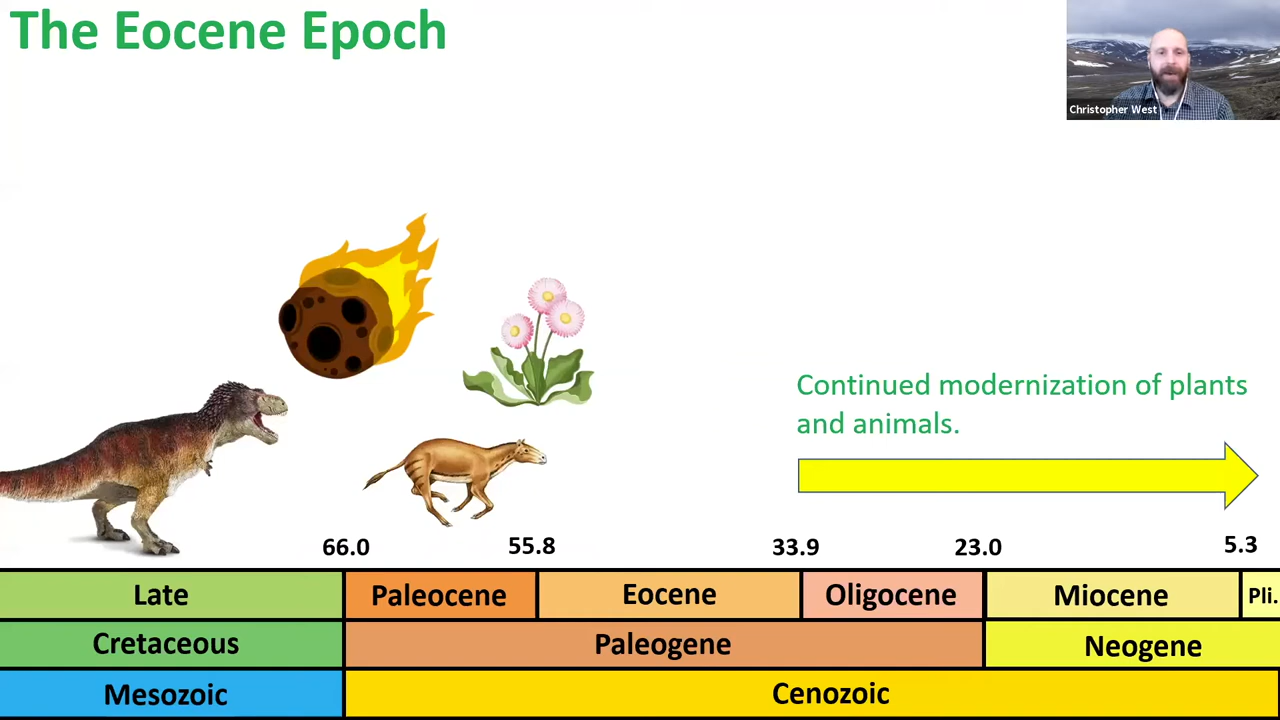 The Eocene Epoch
Christopher West
Continued modernization of plants
and animals.
66.0 55.8 33.9 23.0 5.3
Late Paleocene Eocene Oligocene Miocene Pli.
Cretaceous Paleogene Neogene
Mesozoic Cenozoic